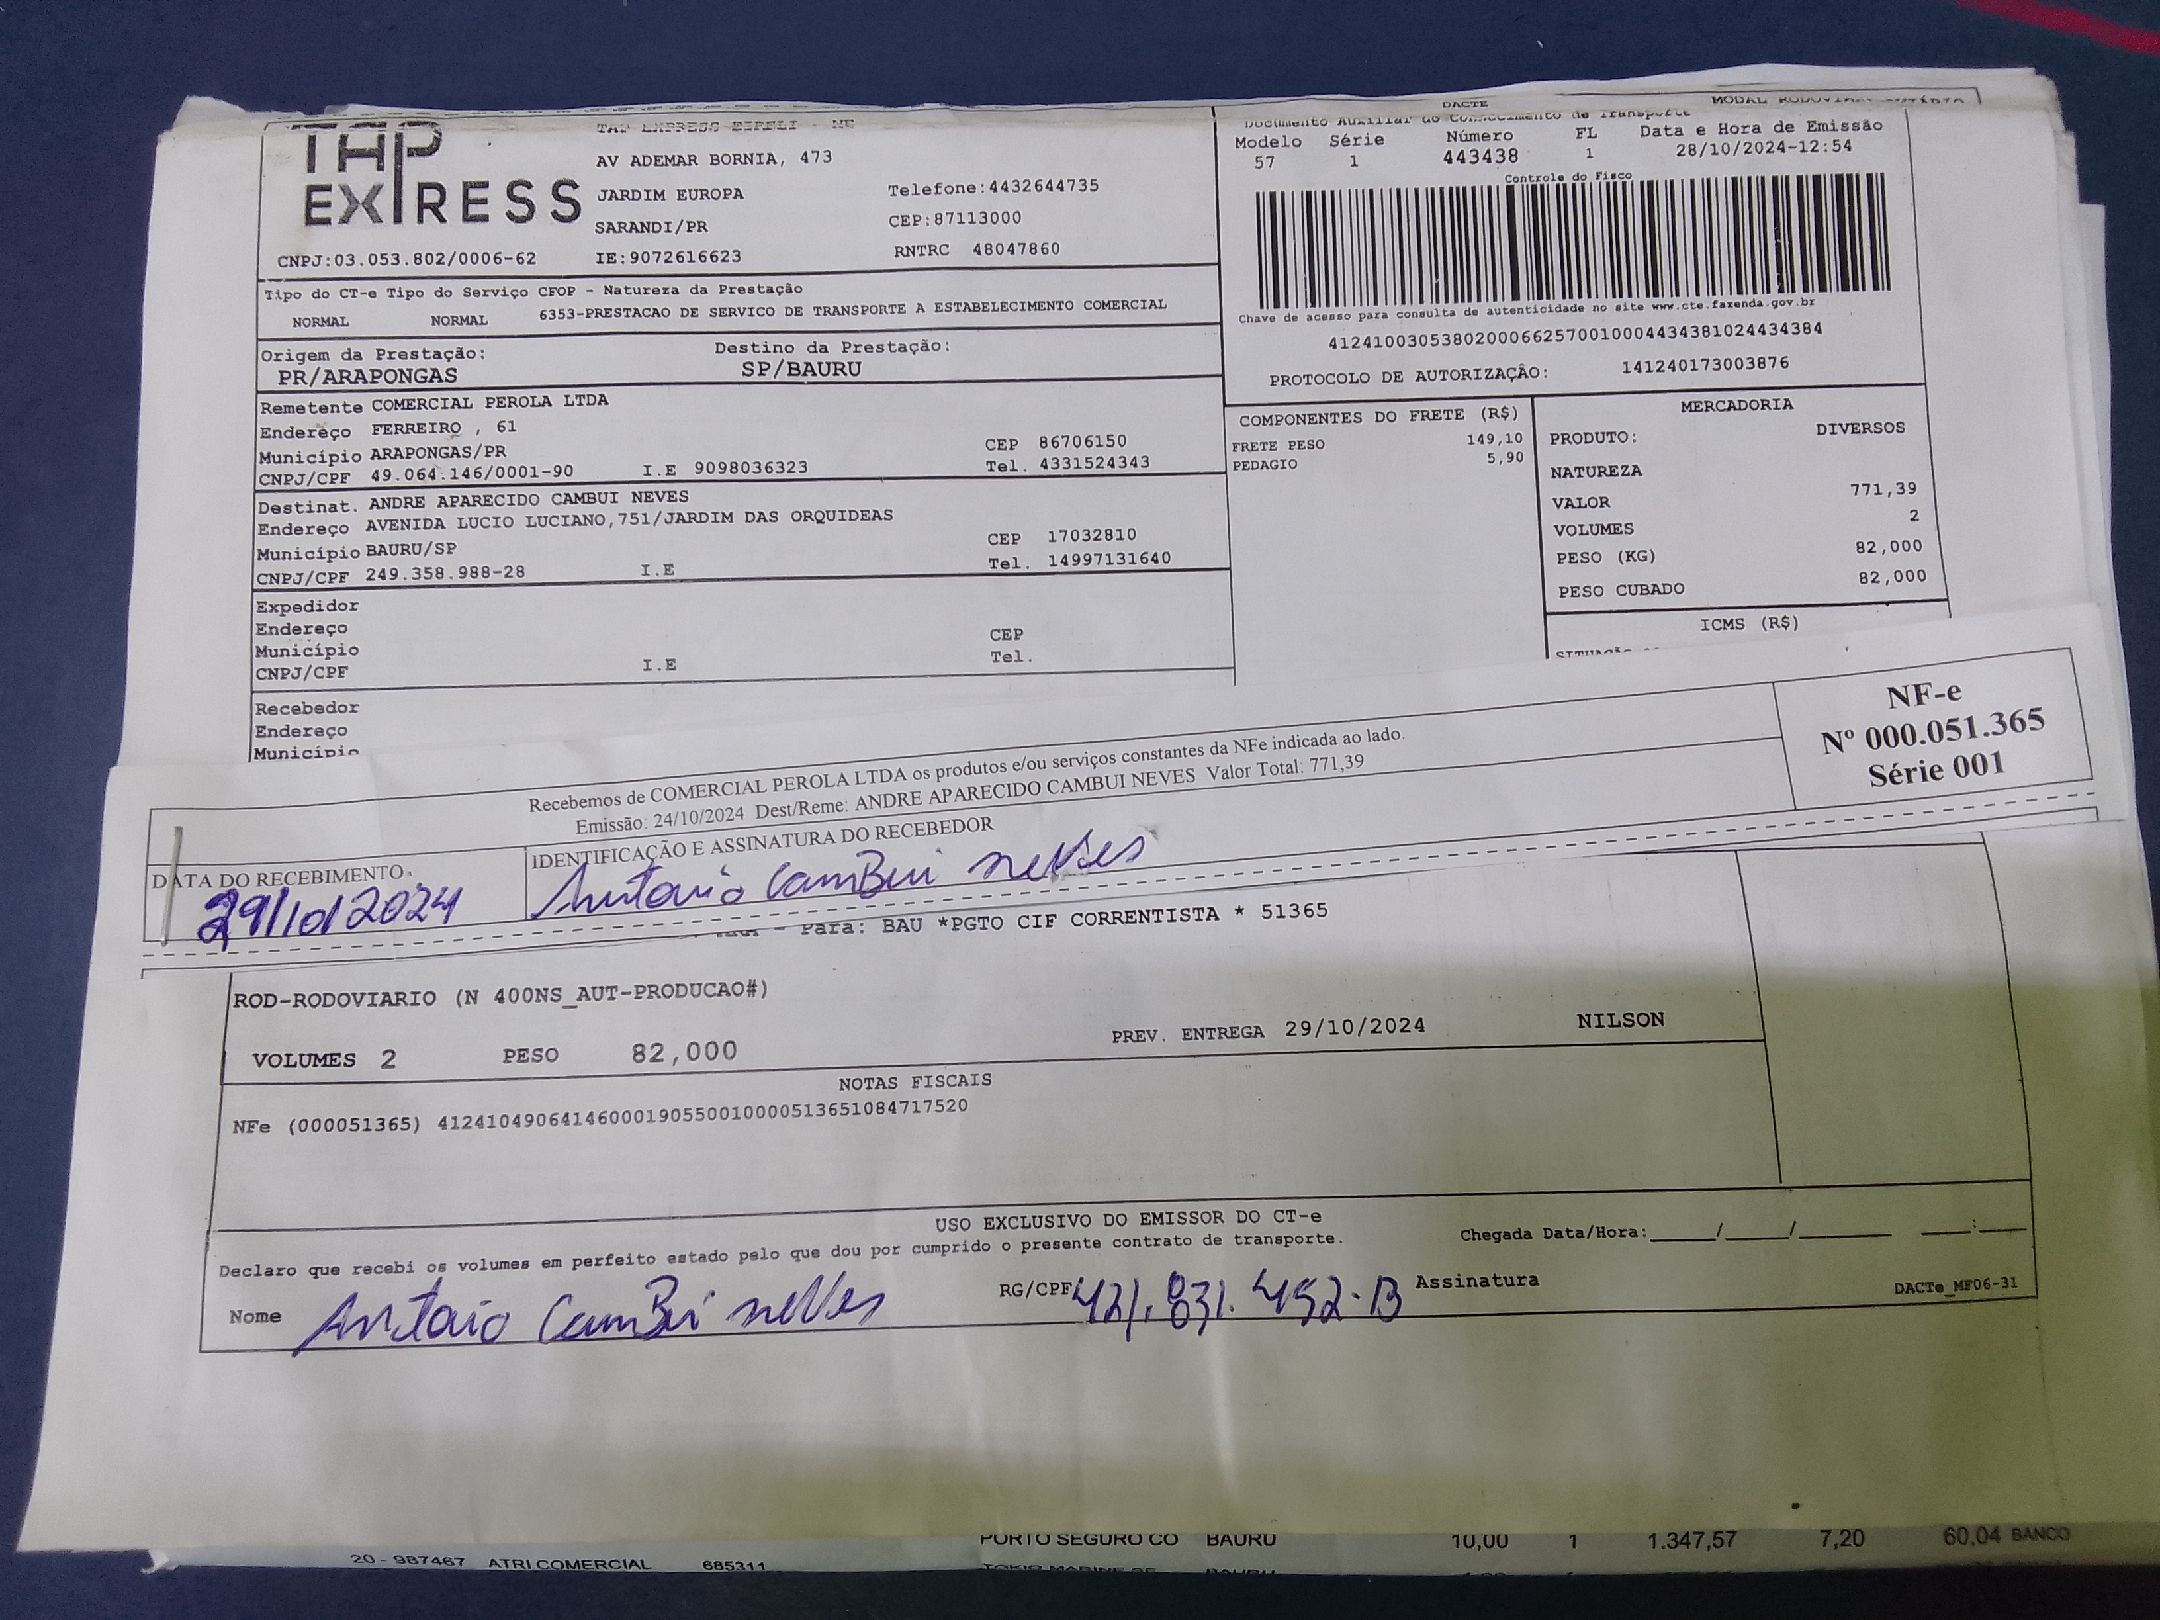 TAP EXPRESS
TAP EXPRESS EIRELI - ME
AV ADEMAR BORNIA, 473
JARDIM EUROPA Telefone:4432644735
SARANDI/PR CEP:87113000
CNPJ:03.053.802/0006-62 IE:9072616623 RNTRC 48047860
DACTE MODAL RODOVIARIO
Documento Auxiliar do Conhecimento de Transporte
Modelo Série Número FL Data e Hora de Emissão
57 1 443438 1 28/10/2024-12:54
Controle do Fisco
Chave de acesso para consulta de autenticidade no site www.cte.fazenda.gov.br
41241003053802000662570010004434381024434384
PROTOCOLO DE AUTORIZAÇÃO: 141240173003876
Tipo do CT-e Tipo do Serviço CFOP - Natureza da Prestação
NORMAL NORMAL 6353-PRESTACAO DE SERVICO DE TRANSPORTE A ESTABELECIMENTO COMERCIAL
Origem da Prestação: Destino da Prestação:
PR/ARAPONGAS SP/BAURU
Remetente COMERCIAL PEROLA LTDA
Endereço FERREIRO , 61
Município ARAPONGAS/PR CEP 86706150
CNPJ/CPF 49.064.146/0001-90 I.E 9098036323 Tel. 4331524343
Destinat. ANDRE APARECIDO CAMBUI NEVES
Endereço AVENIDA LUCIO LUCIANO,751/JARDIM DAS ORQUIDEAS
Município BAURU/SP CEP 17032810
CNPJ/CPF 249.358.988-28 I.E Tel. 14997131640
Expedidor
Endereço
Município CEP
CNPJ/CPF I.E Tel.
Recebedor
Endereço
Município
COMPONENTES DO FRETE (R$)
FRETE PESO 149,10
PEDAGIO 5,90
MERCADORIA
PRODUTO: DIVERSOS
NATUREZA
VALOR 771,39
VOLUMES 2
PESO (KG) 82,000
PESO CUBADO 82,000
ICMS (R$)
Recebemos de COMERCIAL PEROLA LTDA os produtos e/ou serviços constantes da NFe indicada ao lado.
Emissão: 24/10/2024 Dest/Reme: ANDRE APARECIDO CAMBUI NEVES Valor Total: 771,39
NF-e
Nº 000.051.365
Série 001
DATA DO RECEBIMENTO IDENTIFICAÇÃO E ASSINATURA DO RECEBEDOR
29/10/2024 Antonio CamBui neves
- Para: BAU *PGTO CIF CORRENTISTA * 51365
ROD-RODOVIARIO (N 400NS_AUT-PRODUCAO#)
VOLUMES 2 PESO 82,000 PREV. ENTREGA 29/10/2024 NILSON
NOTAS FISCAIS
NFe (000051365) 41241049064146000190550010000513651084717520
USO EXCLUSIVO DO EMISSOR DO CT-e
Declaro que recebi os volumes em perfeito estado pelo que dou por cumprido o presente contrato de transporte. Chegada Data/Hora:______/______/________ ____:____
Nome Antonio CamBui neves RG/CPF Assinatura DACTe_MF06-31
PORTO SEGURO CO BAURU 10,00 1 1.347,57 7,20 60,04 BANCO
20 - 987467 ATRI COMERCIAL 685311